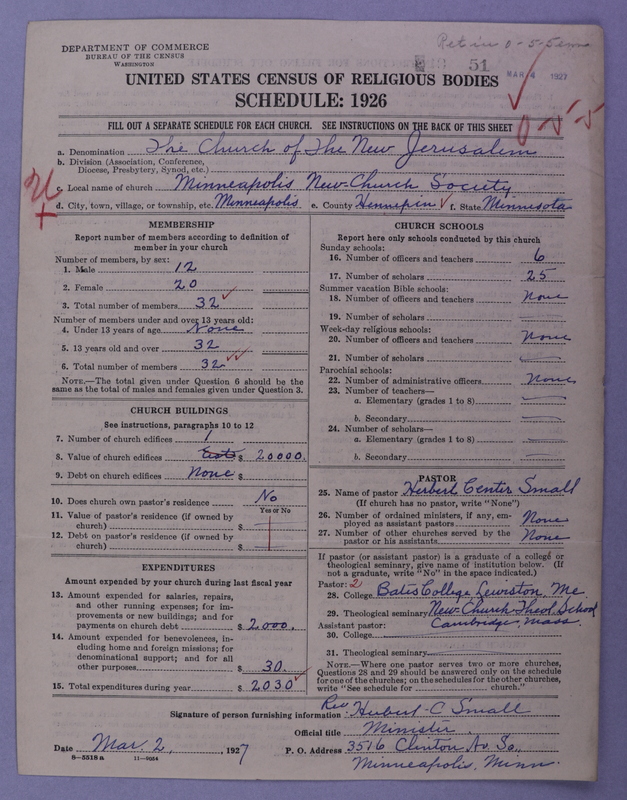 DEPARTMENT OF COMMERCE
BUREAU OF THE CENSUS
WASHINGTON
51
MAR 4 1927
UNITED STATES CENSUS OF RELIGIOUS BODIES
SCHEDULE: 1926
0-5-5
FILL OUT A SEPARATE SCHEDULE FOR EACH CHURCH. SEE INSTRUCTIONS ON THE BACK OF THIS SHEET
a. Denomination The Church of The New Jerusalem
b. Division (Association, Conference,
Diocese, Presbytery, Synod, etc.)
c. Local name of church Minneapolis New-Church Society
d. City, town, village, or township, etc. Minneapolis e. County Hennepin f. State Minnesota
MEMBERSHIP
Report number of members according to definition of
member in your church
Number of members, by sex:
1. Male 12
2. Female 20
3. Total number of members 32
Number of members under and over 13 years old:
4. Under 13 years of age None
5. 13 years old and over 32
6. Total number of members 32
NOTE.—The total given under Question 6 should be the
same as the total of males and females given under Question 3.
CHURCH BUILDINGS
See instructions, paragraphs 10 to 12
7. Number of church edifices 1
8. Value of church edifices $ 20000.
9. Debt on church edifices None $
10. Does church own pastor's residence No
Yes or No
11. Value of pastor's residence (if owned by
church) $
12. Debt on pastor's residence (if owned by
church) $
EXPENDITURES
Amount expended by your church during last fiscal year
13. Amount expended for salaries, repairs,
and other running expenses; for im-
provements or new buildings; and for
payments on church debt $ 2000.
14. Amount expended for benevolences, in-
cluding home and foreign missions; for
denominational support; and for all
other purposes $ 30.
15. Total expenditures during year $ 2030
CHURCH SCHOOLS
Report here only schools conducted by this church
Sunday schools:
16. Number of officers and teachers 6
17. Number of scholars 25
Summer vacation Bible schools:
18. Number of officers and teachers None
19. Number of scholars
Week-day religious schools:
20. Number of officers and teachers None
21. Number of scholars
Parochial schools:
22. Number of administrative officers None
23. Number of teachers—
a. Elementary (grades 1 to 8)
b. Secondary
24. Number of scholars—
a. Elementary (grades 1 to 8)
b. Secondary
PASTOR
25. Name of pastor Herbert Center Small
(If church has no pastor, write "None")
26. Number of ordained ministers, if any, em-
ployed as assistant pastors None
27. Number of other churches served by the
pastor or his assistants None
If pastor (or assistant pastor) is a graduate of a college or
theological seminary, give name of institution below. (If
not a graduate, write "No" in the space indicated.)
Pastor: 2
28. College Bates College Lewiston, Me
29. Theological seminary New-Church Theol School
Assistant pastor: Cambridge, Mass.
30. College
31. Theological seminary
NOTE.—Where one pastor serves two or more churches,
Questions 28 and 29 should be answered only on the schedule
for one of the churches; on the schedules for the other churches,
write "See schedule for church."
Signature of person furnishing information Rev Herbert C Small
Official title Minister
Date Mar. 2, 1927 P. O. Address 3516 Clinton Av. So.,
8-5518a 11-9034 Minneapolis, Minn.